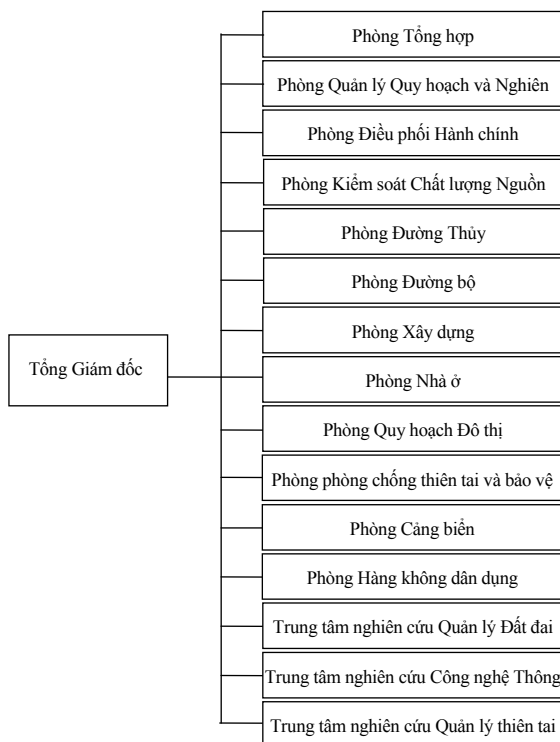 Tổng Giám đốc
Phòng Tổng hợp
Phòng Quản lý Quy hoạch và Nghiên
Phòng Điều phối Hành chính
Phòng Kiểm soát Chất lượng Nguồn
Phòng Đường Thủy
Phòng Đường bộ
Phòng Xây dựng
Phòng Nhà ở
Phòng Quy hoạch Đô thị
Phòng phòng chống thiên tai và bảo vệ
Phòng Cảng biển
Phòng Hàng không dân dụng
Trung tâm nghiên cứu Quản lý Đất đai
Trung tâm nghiên cứu Công nghệ Thông
Trung tâm nghiên cứu Quản lý thiên tai